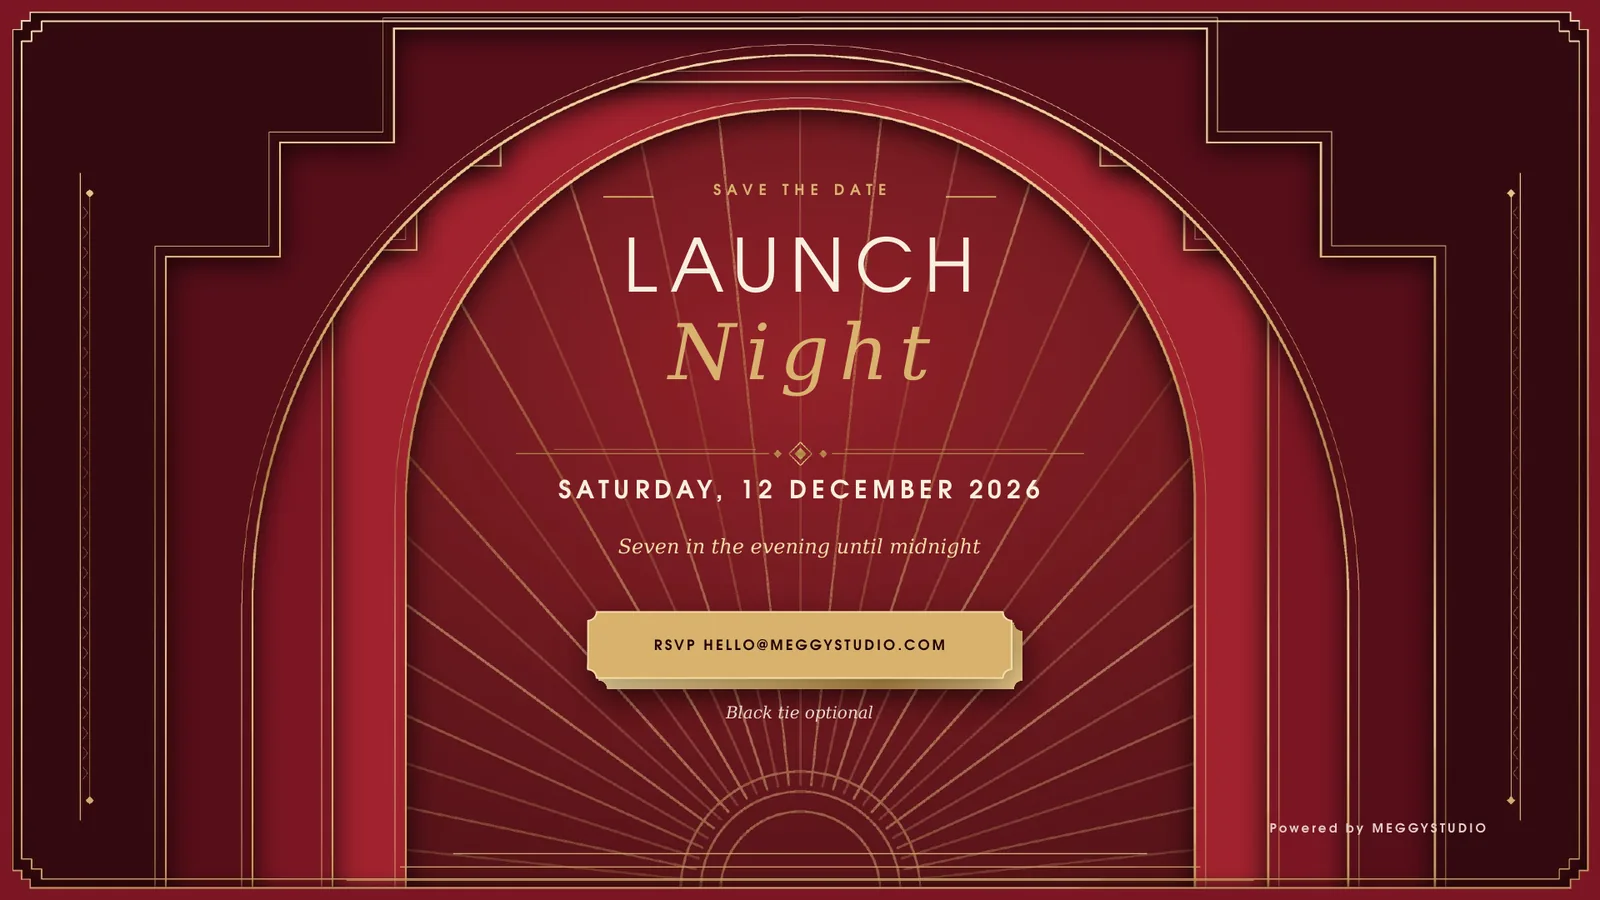 SAVE THE DATE
LAUNCH
Night
SATURDAY, 12 DECEMBER 2026
Seven in the evening until midnight
RSVP HELLO@MEGGYSTUDIO.COM
Black tie optional
Powered by MEGGYSTUDIO